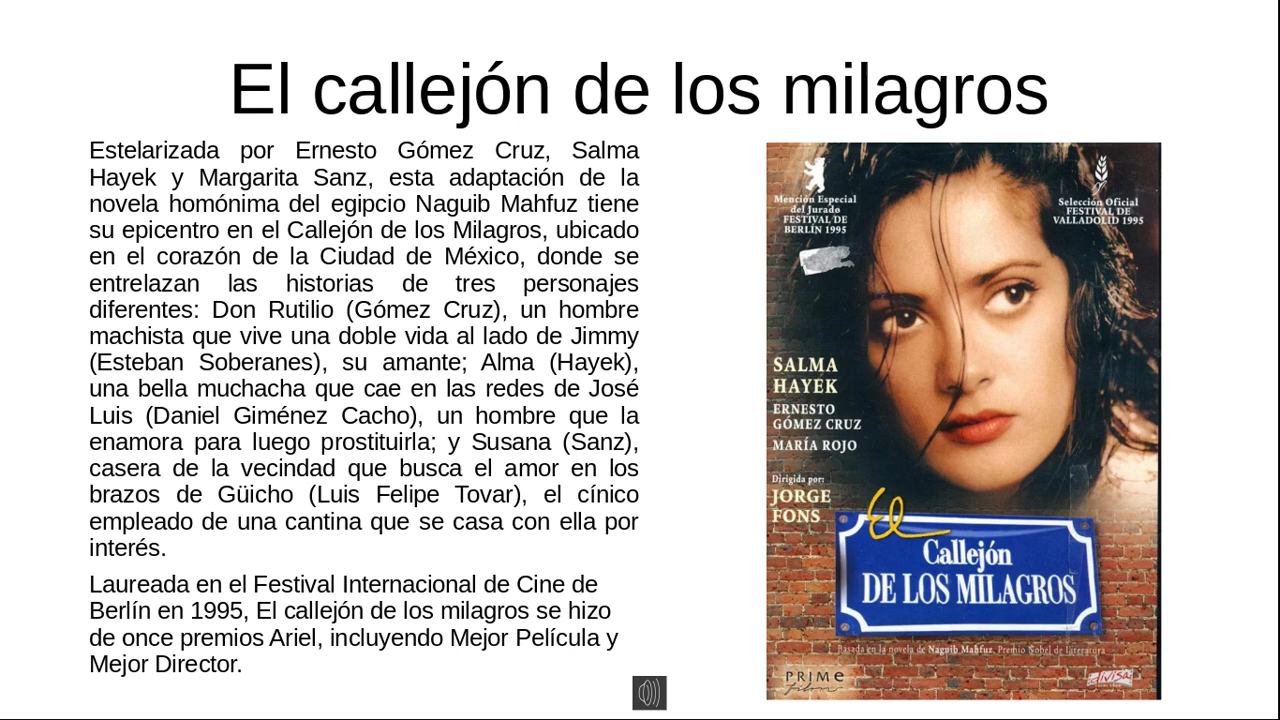 El callejón de los milagros
Estelarizada por Ernesto Gómez Cruz, Salma
Hayek y Margarita Sanz, esta adaptación de la
novela homónima del egipcio Naguib Mahfuz tiene
su epicentro en el Callejón de los Milagros, ubicado
en el corazón de la Ciudad de México, donde se
entrelazan las historias de tres personajes
diferentes: Don Rutilio (Gómez Cruz), un hombre
machista que vive una doble vida al lado de Jimmy
(Esteban Soberanes), su amante; Alma (Hayek),
una bella muchacha que cae en las redes de José
Luis (Daniel Giménez Cacho), un hombre que la
enamora para luego prostituirla; y Susana (Sanz),
casera de la vecindad que busca el amor en los
brazos de Güicho (Luis Felipe Tovar), el cínico
empleado de una cantina que se casa con ella por
interés.
Laureada en el Festival Internacional de Cine de
Berlín en 1995, El callejón de los milagros se hizo
de once premios Ariel, incluyendo Mejor Película y
Mejor Director.
Mención Especial
del Jurado
FESTIVAL DE
BERLÍN 1995
Selección Oficial
FESTIVAL DE
VALLADOLID 1995
SALMA
HAYEK
ERNESTO
GÓMEZ CRUZ
MARÍA ROJO
Dirigida por:
JORGE
FONS
El
Callejón
DE LOS MILAGROS
Basada en la novela de Naguib Mahfuz, Premio Nobel de Literatura
PRIME
films